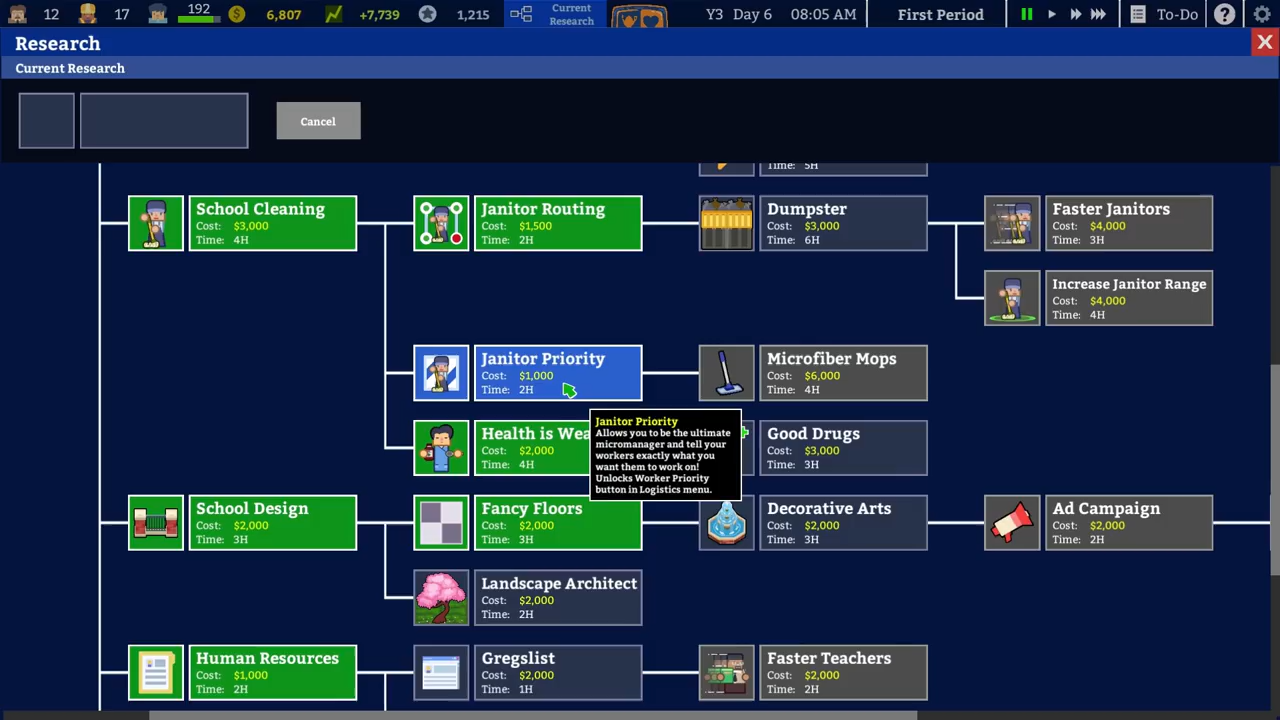 12 17 192 6,807 +7,739 1,215 Current Research Y3 Day 6 08:05 AM First Period To-Do
Research
Current Research
Cancel
Time: 5H
School Cleaning
Cost: $3,000
Time: 4H
Janitor Routing
Cost: $1,500
Time: 2H
Dumpster
Cost: $3,000
Time: 6H
Faster Janitors
Cost: $4,000
Time: 3H
Increase Janitor Range
Cost: $4,000
Time: 4H
Janitor Priority
Cost: $1,000
Time: 2H
Microfiber Mops
Cost: $6,000
Time: 4H
Janitor Priority
Allows you to be the ultimate
micromanager and tell your
workers exactly what you
want them to work on!
Unlocks Worker Priority
button in Logistics menu.
Health is Wea
Cost: $2,000
Time: 4H
Good Drugs
Cost: $3,000
Time: 3H
School Design
Cost: $2,000
Time: 3H
Fancy Floors
Cost: $2,000
Time: 3H
Decorative Arts
Cost: $2,000
Time: 3H
Ad Campaign
Cost: $2,000
Time: 2H
Landscape Architect
Cost: $2,000
Time: 2H
Human Resources
Cost: $1,000
Time: 2H
Gregslist
Cost: $2,000
Time: 1H
Faster Teachers
Cost: $2,000
Time: 2H